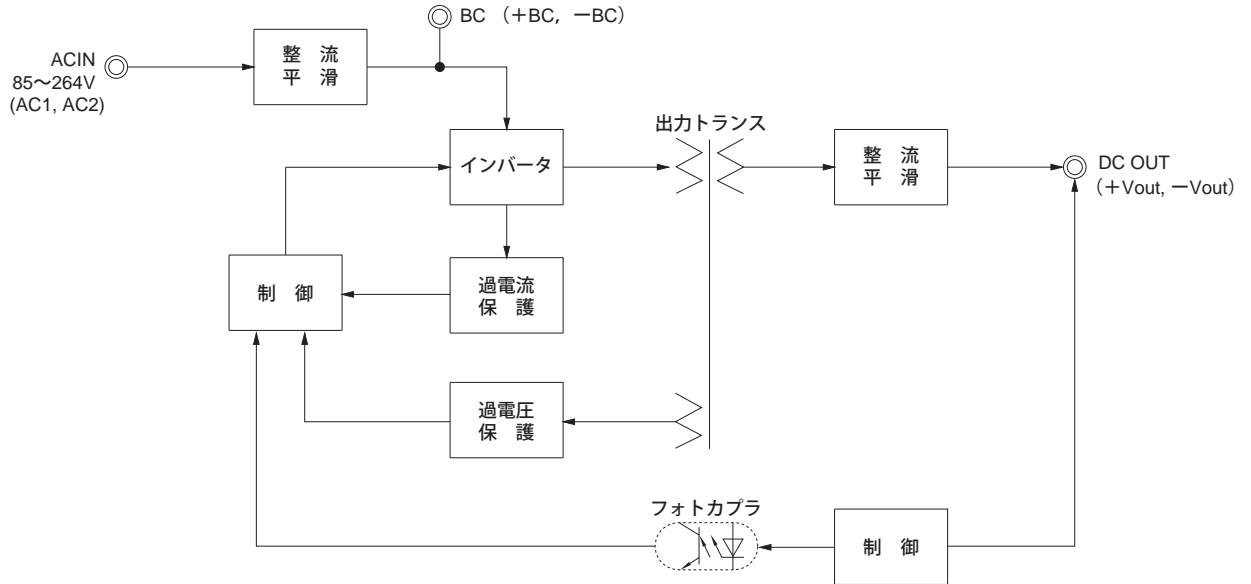 BC （＋BC, －BC）
ACIN
85～264V
(AC1, AC2)
整　流
平　滑
出力トランス
インバータ
整　流
平　滑
DC OUT
（＋Vout, －Vout）
制　御
過電流
保　護
過電圧
保　護
フォトカプラ
制　御